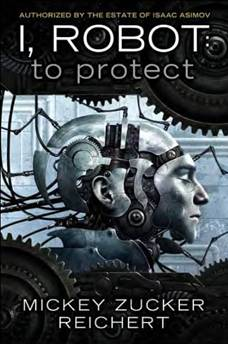 AUTHORIZED BY THE ESTATE OF ISAAC ASIMOV
I, ROBOT:
to protect
MICKEY ZUCKER
REICHERT